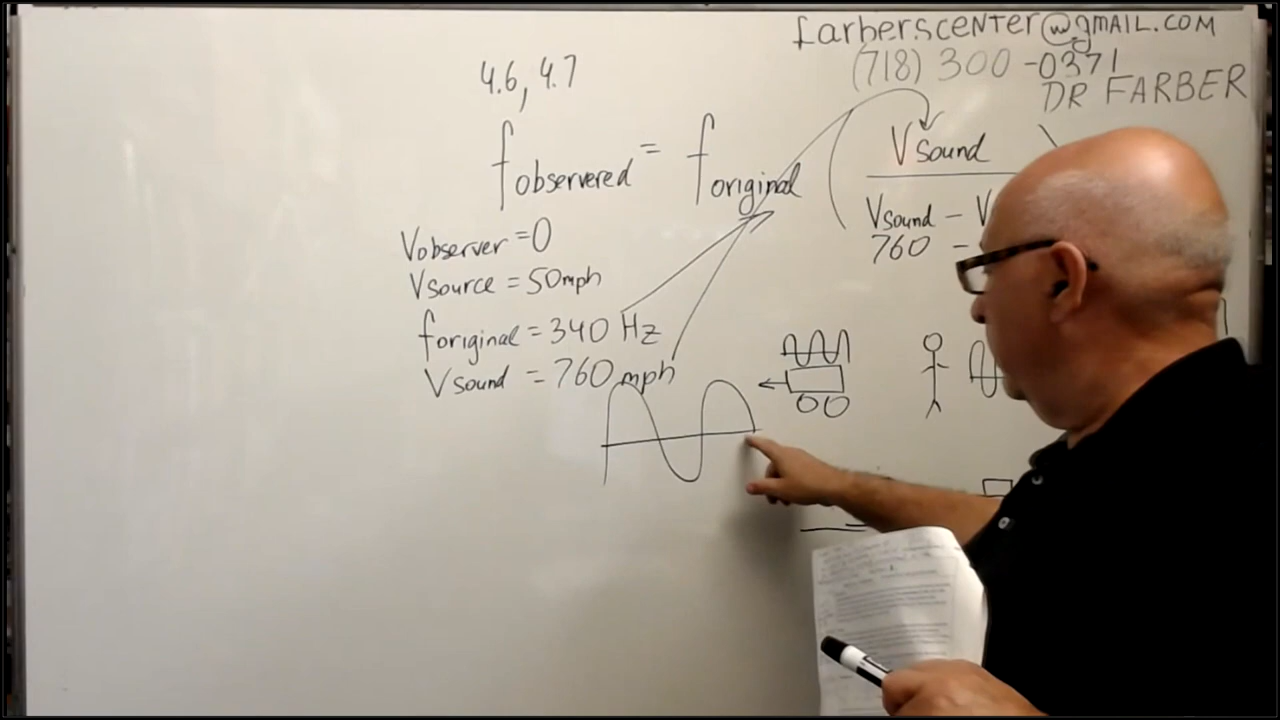 farberscenter@gmail.com
(718) 300-0371
DR FARBER
4.6, 4.7
fobservered = foriginal
Vsound
Vsound - V
760 -
Vobserver = 0
Vsource = 50mph
foriginal = 340 Hz
Vsound = 760 mph